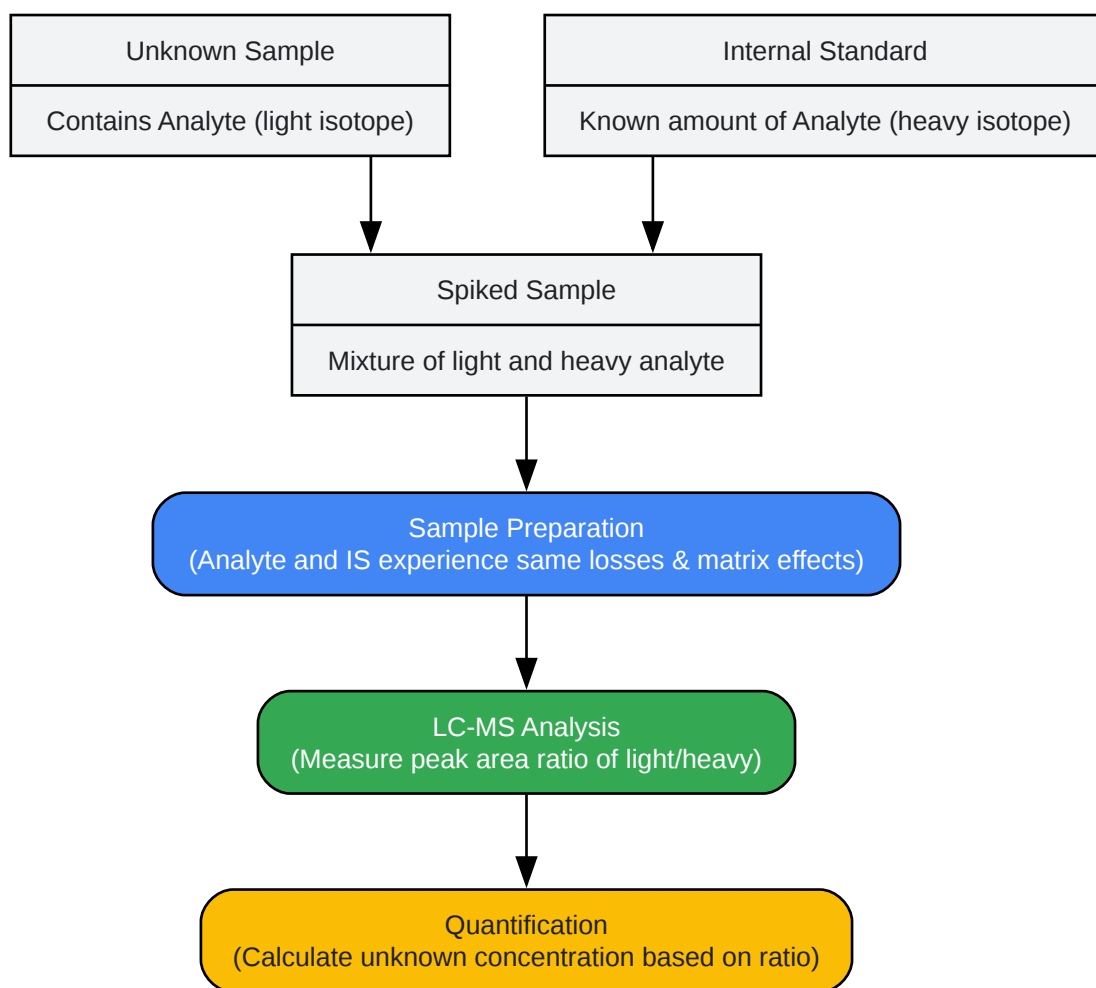 Unknown Sample
Contains Analyte (light isotope)
Internal Standard
Known amount of Analyte (heavy isotope)
Spiked Sample
Mixture of light and heavy analyte
Sample Preparation
(Analyte and IS experience same losses & matrix effects)
LC-MS Analysis
(Measure peak area ratio of light/heavy)
Quantification
(Calculate unknown concentration based on ratio)